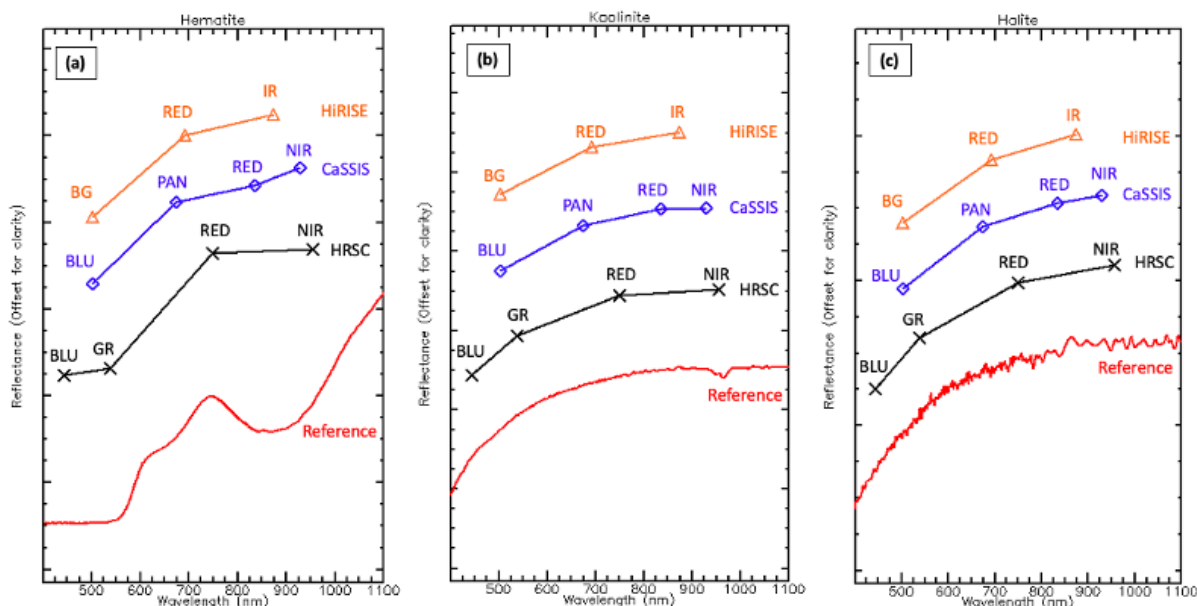 Hematite
(a)
IR
RED
HiRISE
NIR
RED
CaSSIS
PAN
BG
RED
NIR
HRSC
BLU
GR
BLU
Reference
Reflectance (Offset for clarity)
500 600 700 800 900 1000 1100
Wavelength (nm)
Kaolinite
(b)
IR
RED
HiRISE
BG
RED
NIR
CaSSIS
PAN
BLU
RED
NIR
HRSC
GR
BLU
Reference
Reflectance (Offset for clarity)
500 600 700 800 900 1000 1100
Wavelength (nm)
Halite
(c)
IR
RED
HiRISE
NIR
RED
CaSSIS
BG
PAN
NIR
RED
HRSC
BLU
GR
BLU
Reference
Reflectance (Offset for clarity)
500 600 700 800 900 1000 1100
Wavelength (nm)